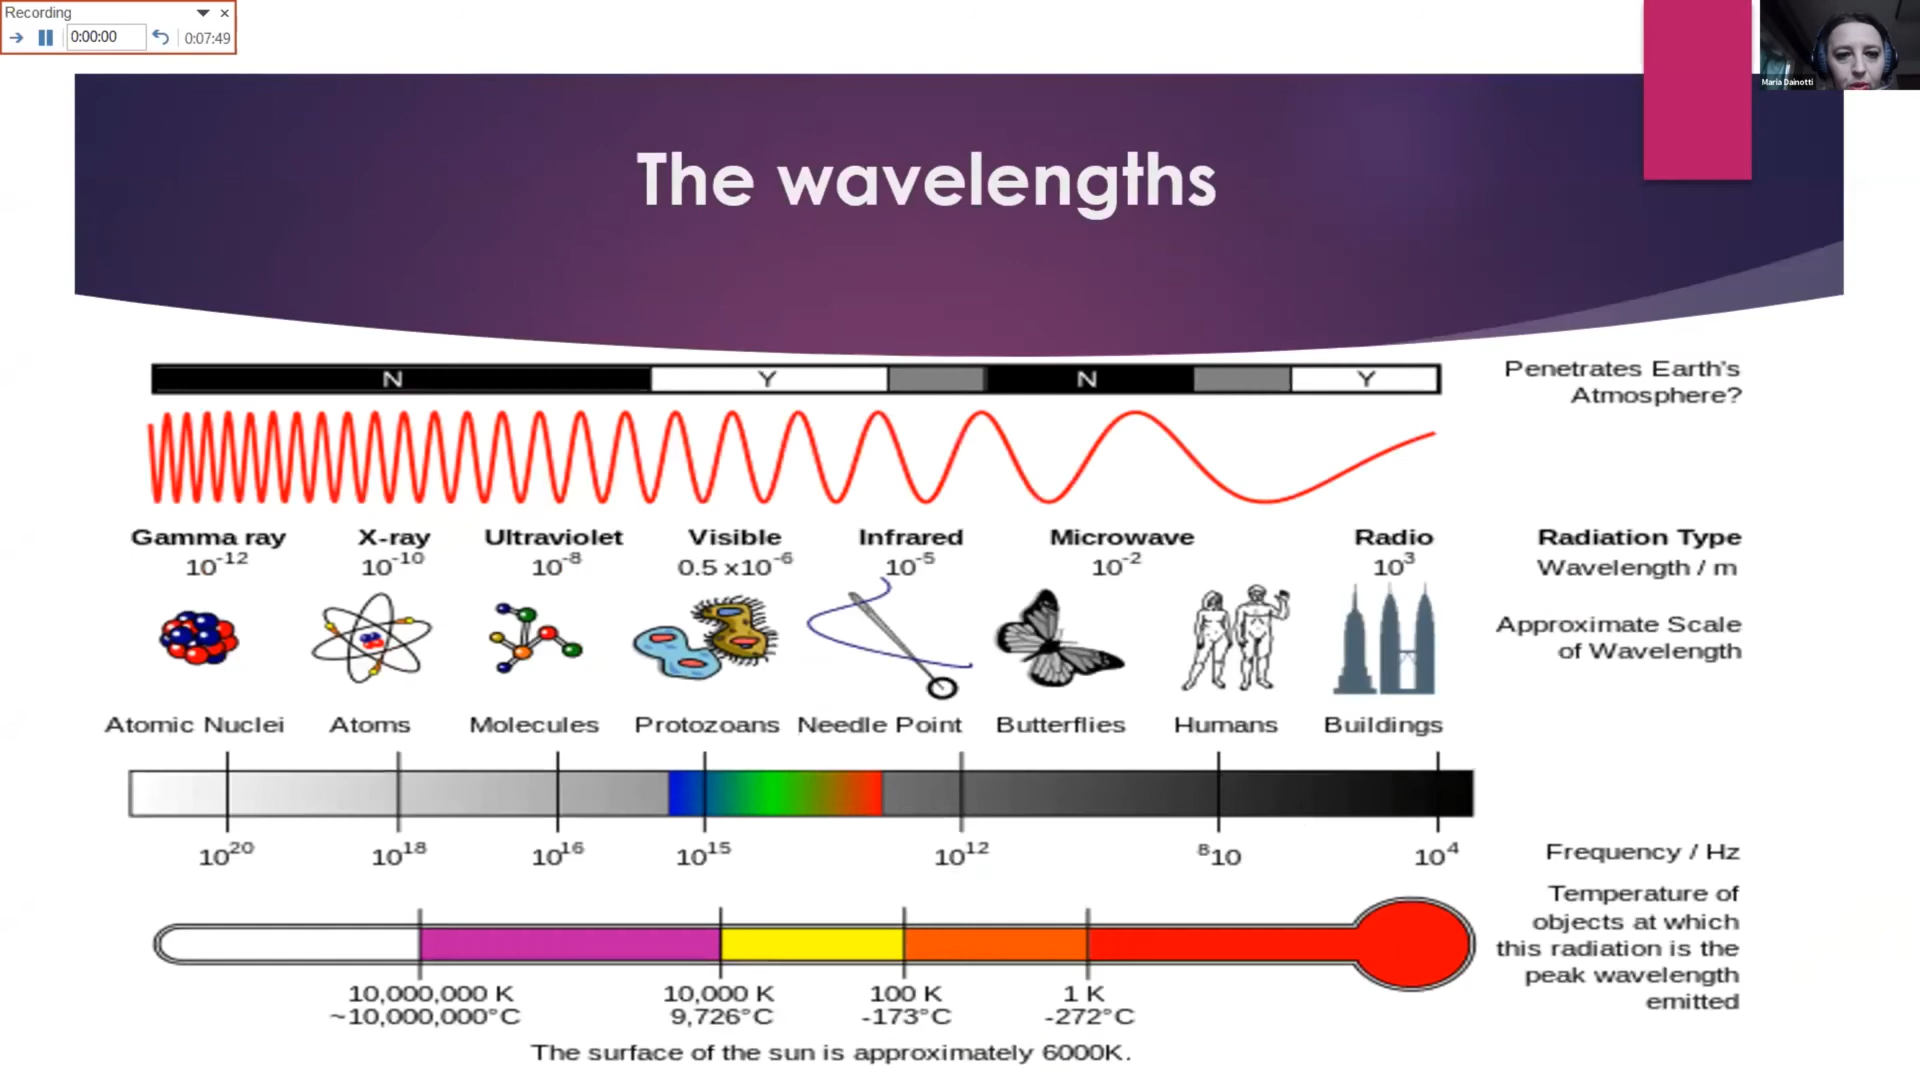 Recording
0:00:00
0:07:49
Maria Dainotti
The wavelengths
N Y N Y
Penetrates Earth's
Atmosphere?
Gamma ray X-ray Ultraviolet Visible Infrared Microwave Radio Radiation Type
10⁻¹² 10⁻¹⁰ 10⁻⁸ 0.5 x10⁻⁶ 10⁻⁵ 10⁻² 10³ Wavelength / m
Approximate Scale
of Wavelength
Atomic Nuclei Atoms Molecules Protozoans Needle Point Butterflies Humans Buildings
10²⁰ 10¹⁸ 10¹⁶ 10¹⁵ 10¹² ⁸10 10⁴ Frequency / Hz
Temperature of
objects at which
this radiation is the
peak wavelength
emitted
10,000,000 K 10,000 K 100 K 1 K
~10,000,000°C 9,726°C -173°C -272°C
The surface of the sun is approximately 6000K.